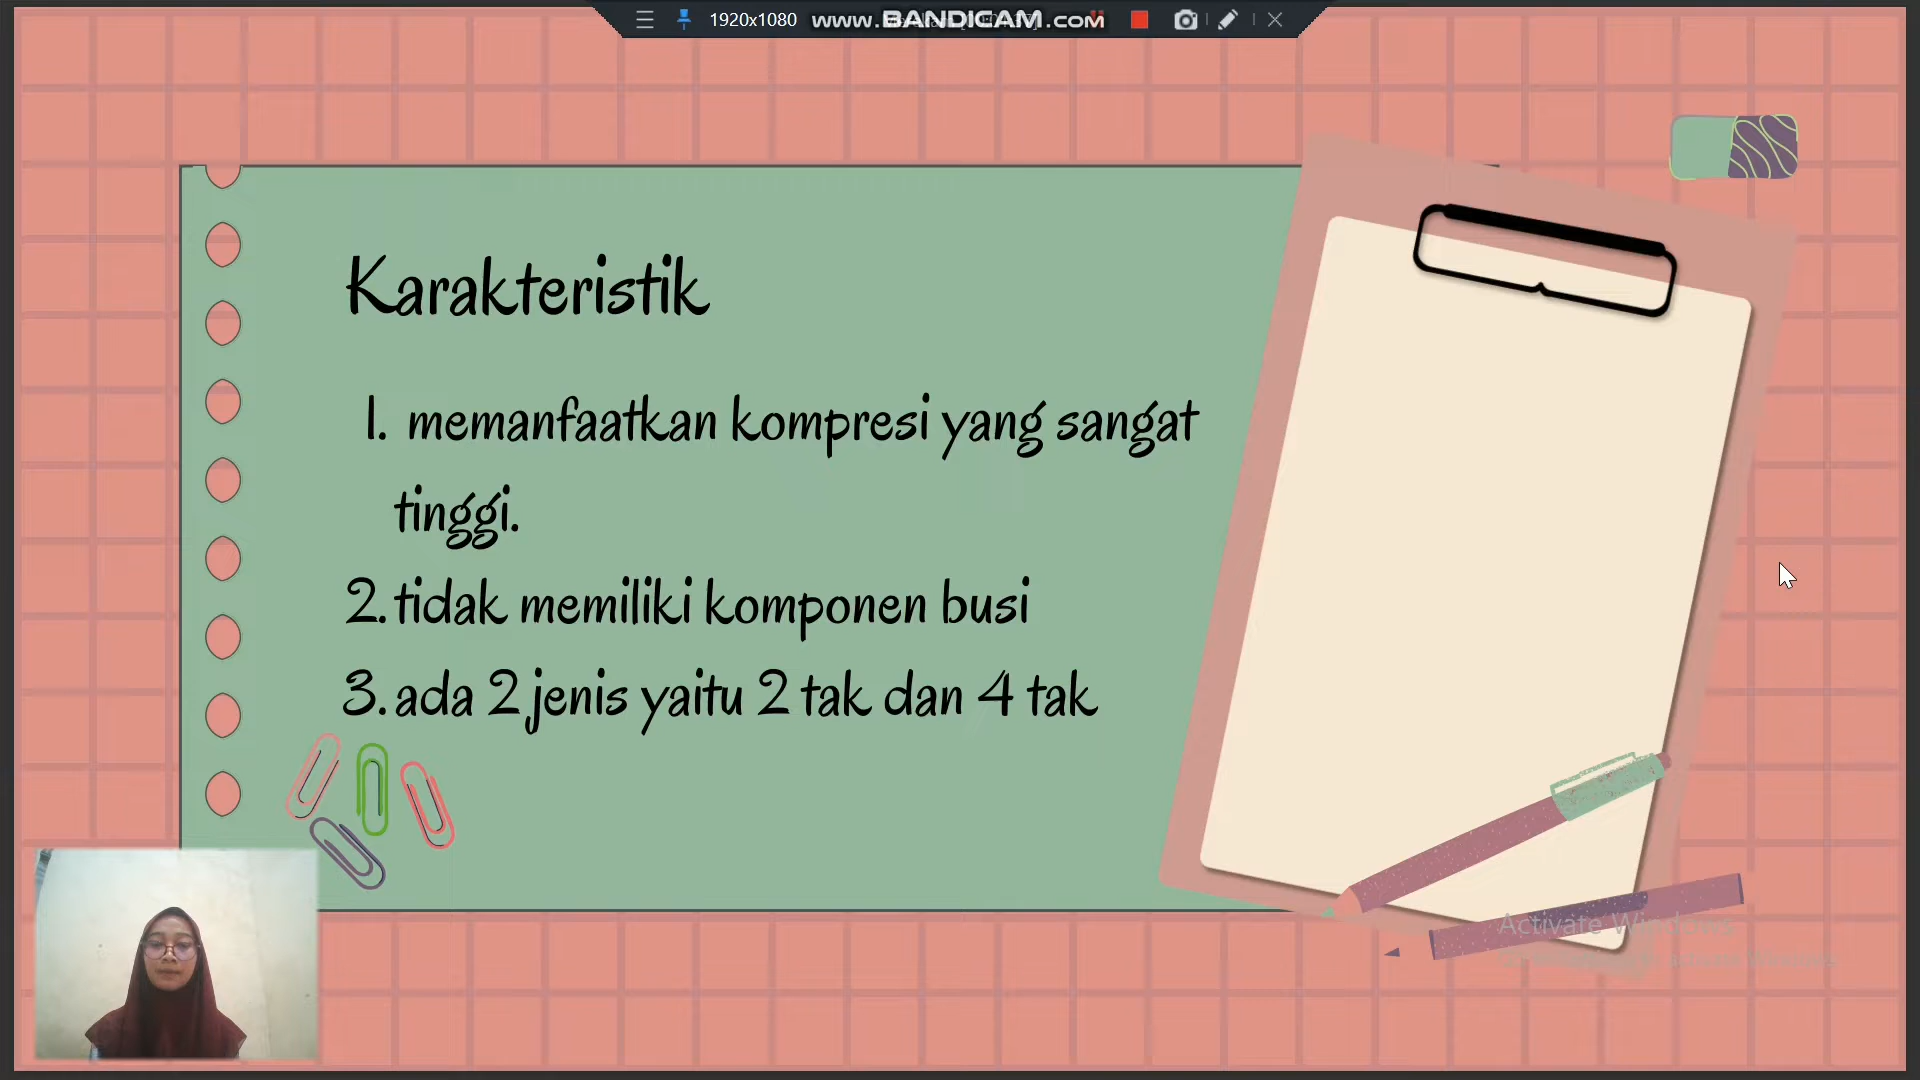 1920x1080 www.BANDICAM.com
Karakteristik
1. memanfaatkan kompresi yang sangat
tinggi.
2. tidak memiliki komponen busi
3. ada 2 jenis yaitu 2 tak dan 4 tak
Activate Windows